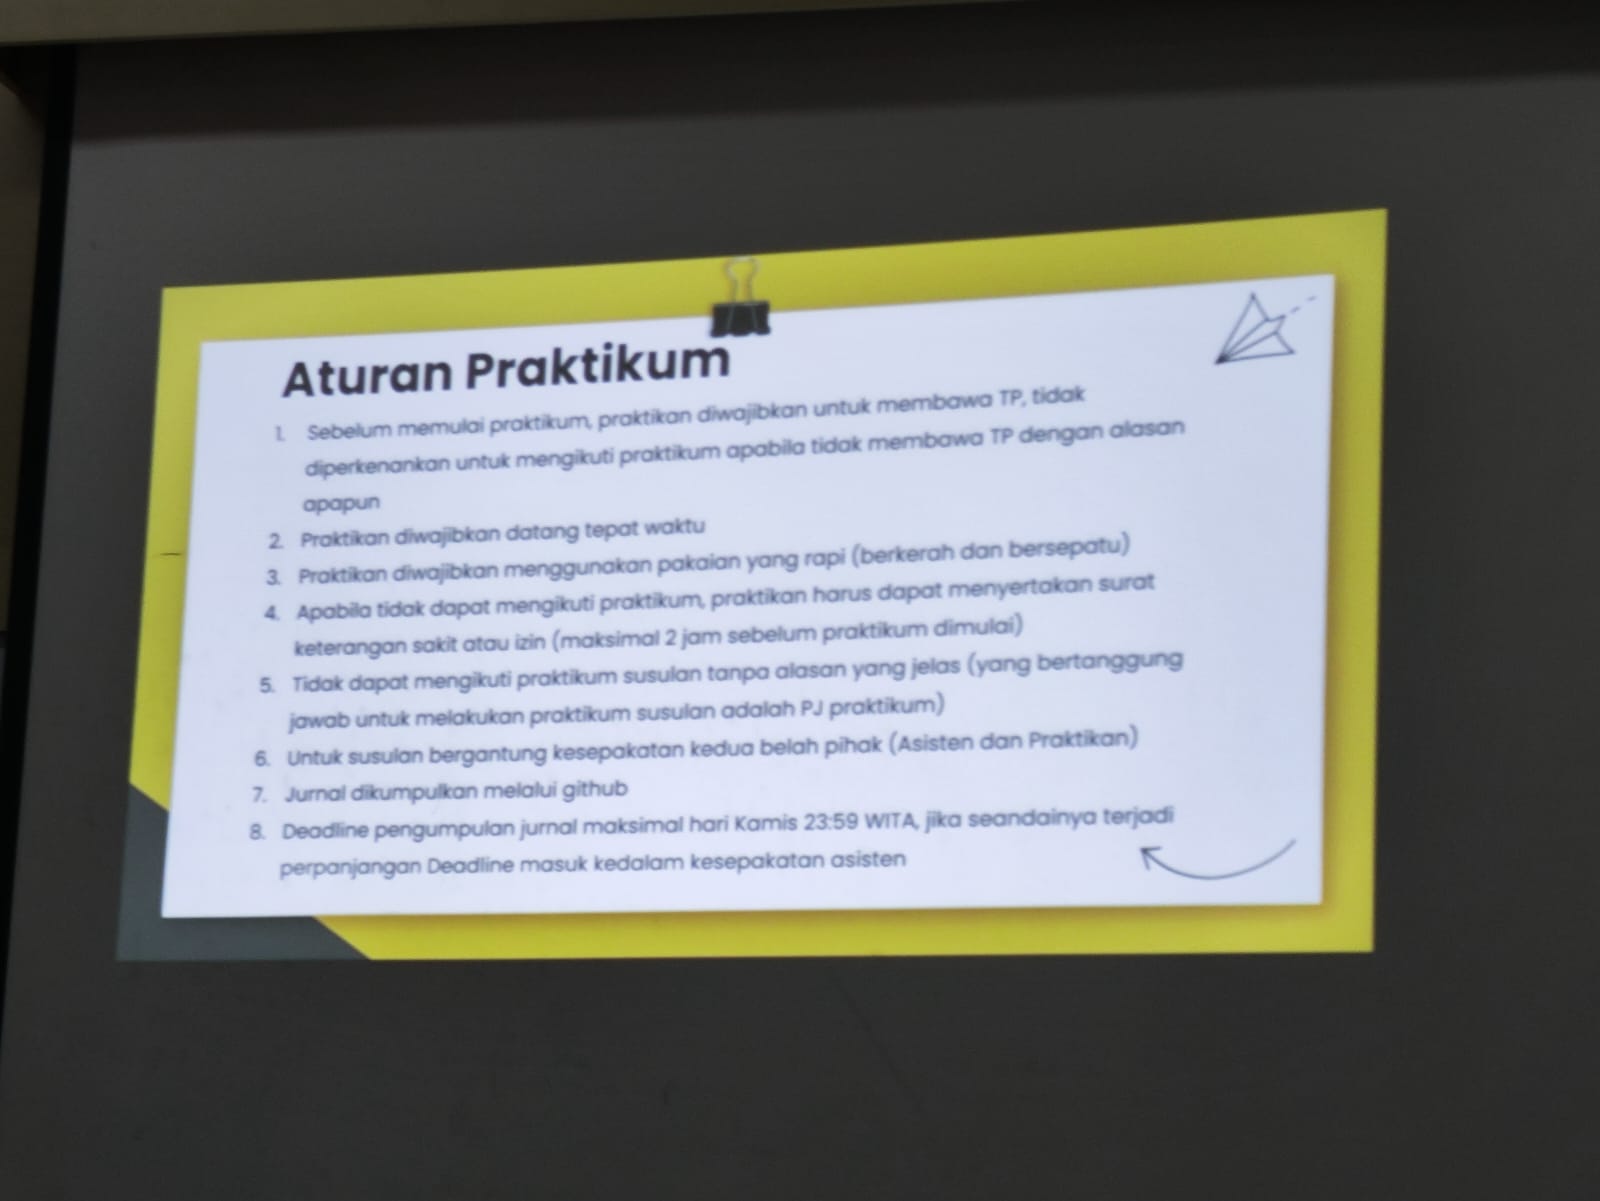 Aturan Praktikum
1. Sebelum memulai praktikum, praktikan diwajibkan untuk membawa TP, tidak
diperkenankan untuk mengikuti praktikum apabila tidak membawa TP dengan alasan
apapun
2. Praktikan diwajibkan datang tepat waktu
3. Praktikan diwajibkan menggunakan pakaian yang rapi (berkerah dan bersepatu)
4. Apabila tidak dapat mengikuti praktikum, praktikan harus dapat menyertakan surat
keterangan sakit atau izin (maksimal 2 jam sebelum praktikum dimulai)
5. Tidak dapat mengikuti praktikum susulan tanpa alasan yang jelas (yang bertanggung
jawab untuk melakukan praktikum susulan adalah PJ praktikum)
6. Untuk susulan bergantung kesepakatan kedua belah pihak (Asisten dan Praktikan)
7. Jurnal dikumpulkan melalui github
8. Deadline pengumpulan jurnal maksimal hari Kamis 23:59 WITA, jika seandainya terjadi
perpanjangan Deadline masuk kedalam kesepakatan asisten